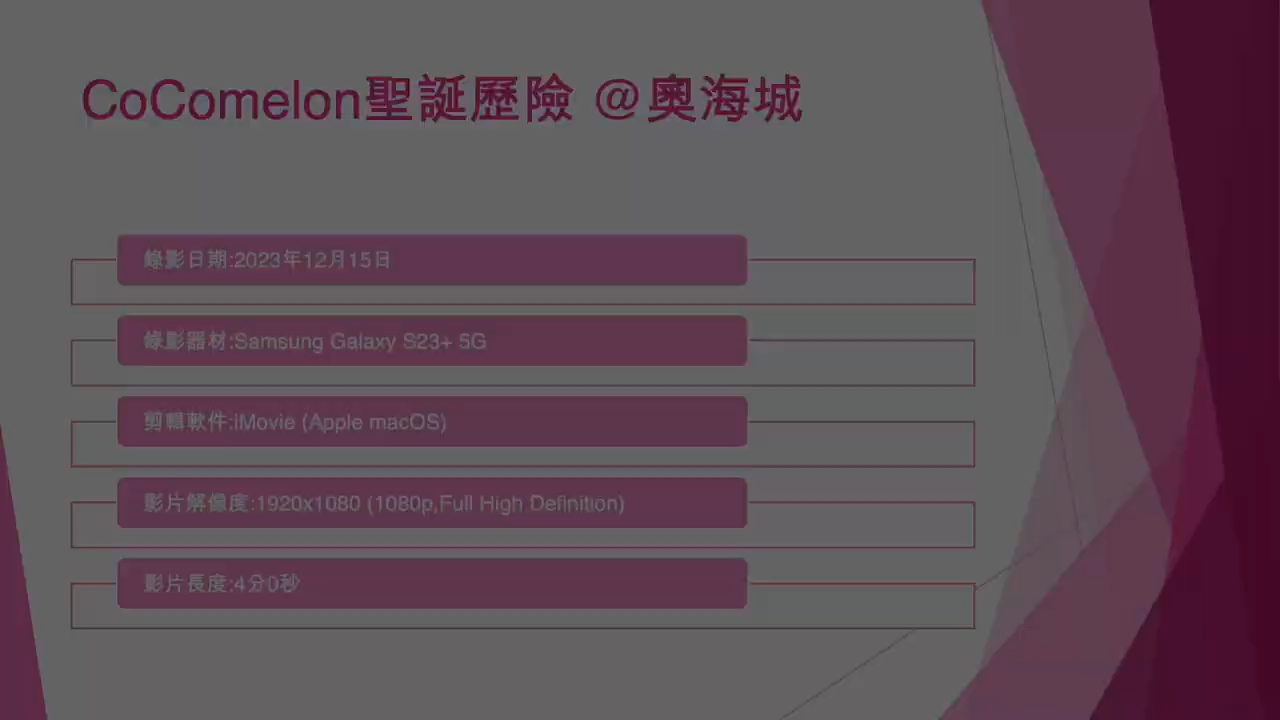 CoComelon聖誕歷險 @奧海城
錄影日期:2023年12月15日
錄影器材:Samsung Galaxy S23+ 5G
剪輯軟件:iMovie (Apple macOS)
影片解像度:1920x1080 (1080p,Full High Definition)
影片長度:4分0秒